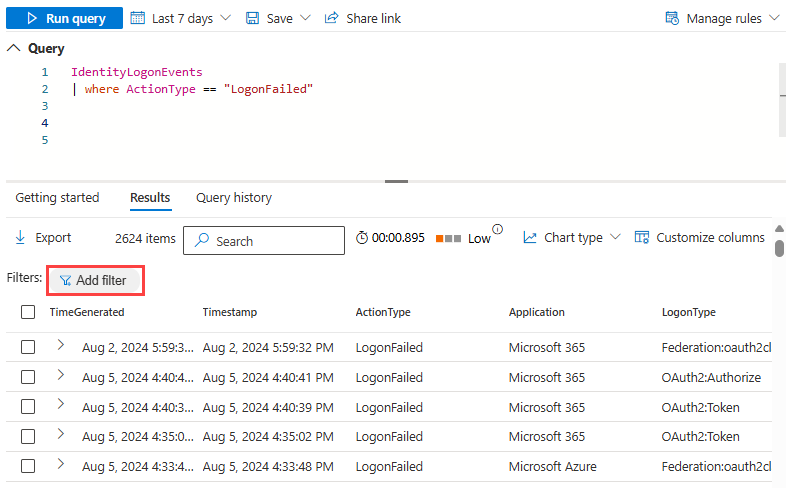 Run query Last 7 days Save Share link Manage rules
Query
1 IdentityLogonEvents
2 | where ActionType == "LogonFailed"
3
4
5
Getting started Results Query history
Export 2624 items Search 00:00.895 Low Chart type Customize columns
Filters: Add filter
TimeGenerated Timestamp ActionType Application LogonType
Aug 2, 2024 5:59:3... Aug 2, 2024 5:59:32 PM LogonFailed Microsoft 365 Federation:oauth2cl
Aug 5, 2024 4:40:4... Aug 5, 2024 4:40:41 PM LogonFailed Microsoft 365 OAuth2:Authorize
Aug 5, 2024 4:40:3... Aug 5, 2024 4:40:39 PM LogonFailed Microsoft 365 OAuth2:Token
Aug 5, 2024 4:35:0... Aug 5, 2024 4:35:02 PM LogonFailed Microsoft 365 OAuth2:Token
Aug 5, 2024 4:33:4... Aug 5, 2024 4:33:48 PM LogonFailed Microsoft Azure Federation:oauth2cl